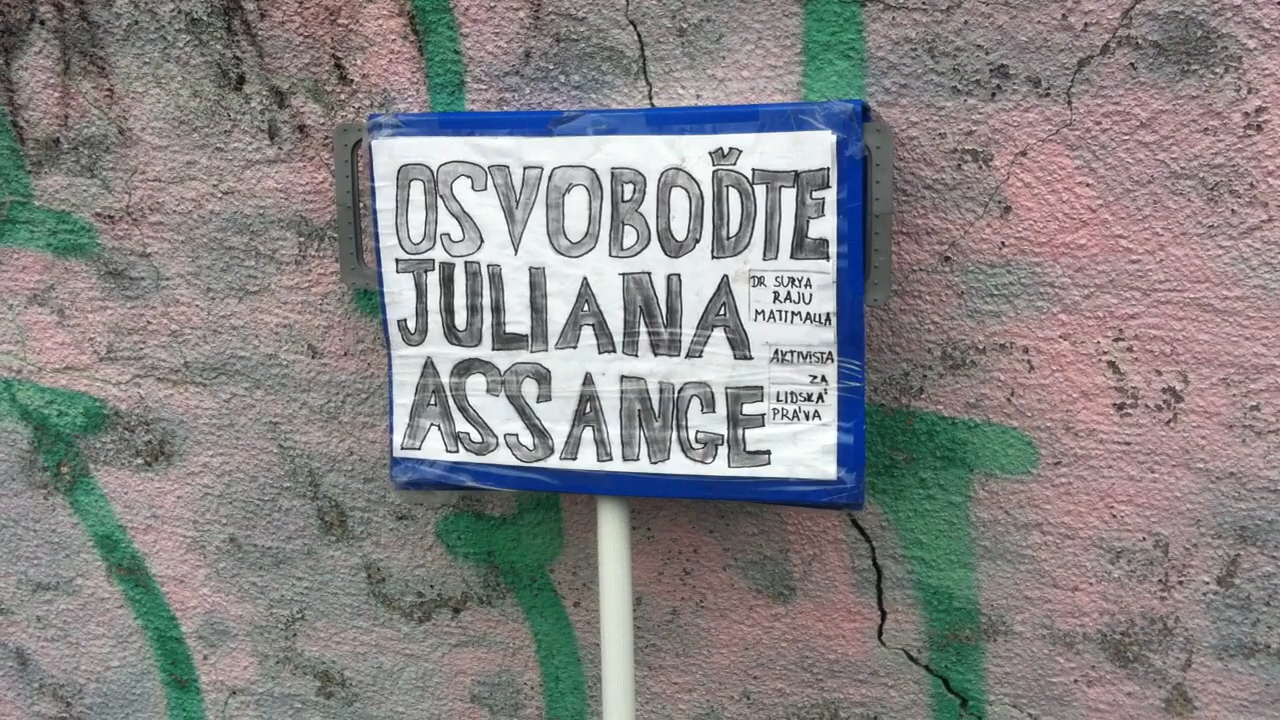 OSVOBOĎTE
JULIANA
ASSANGE
DR SURYA
RAJU
MATIMALLA
AKTIVISTA
ZA
LIDSKÁ
PRÁVA